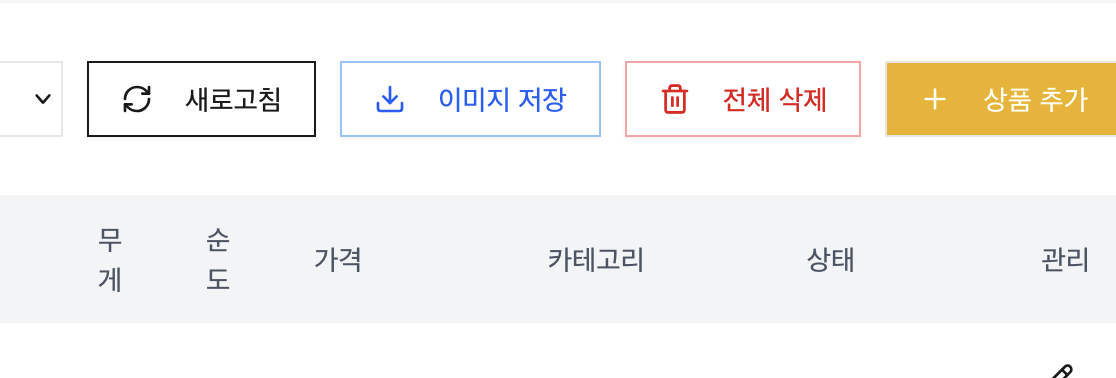 새로고침
이미지 저장
전체 삭제
상품 추가
무
게
순
도
가격
카테고리
상태
관리